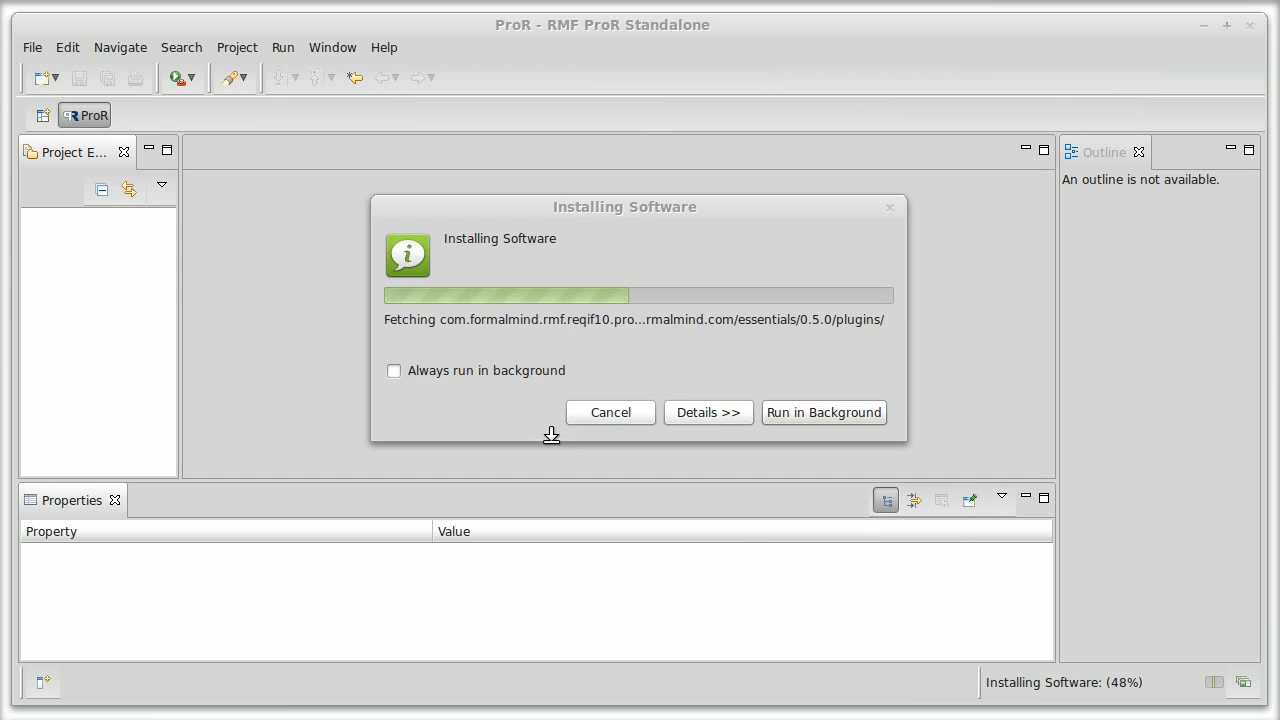 ProR - RMF ProR Standalone
File Edit Navigate Search Project Run Window Help
ProR
Project E...
Outline
An outline is not available.
Installing Software
Installing Software
Fetching com.formalmind.rmf.reqif10.pro...rmalmind.com/essentials/0.5.0/plugins/
Always run in background
Cancel Details >> Run in Background
Properties
Property Value
Installing Software: (48%)